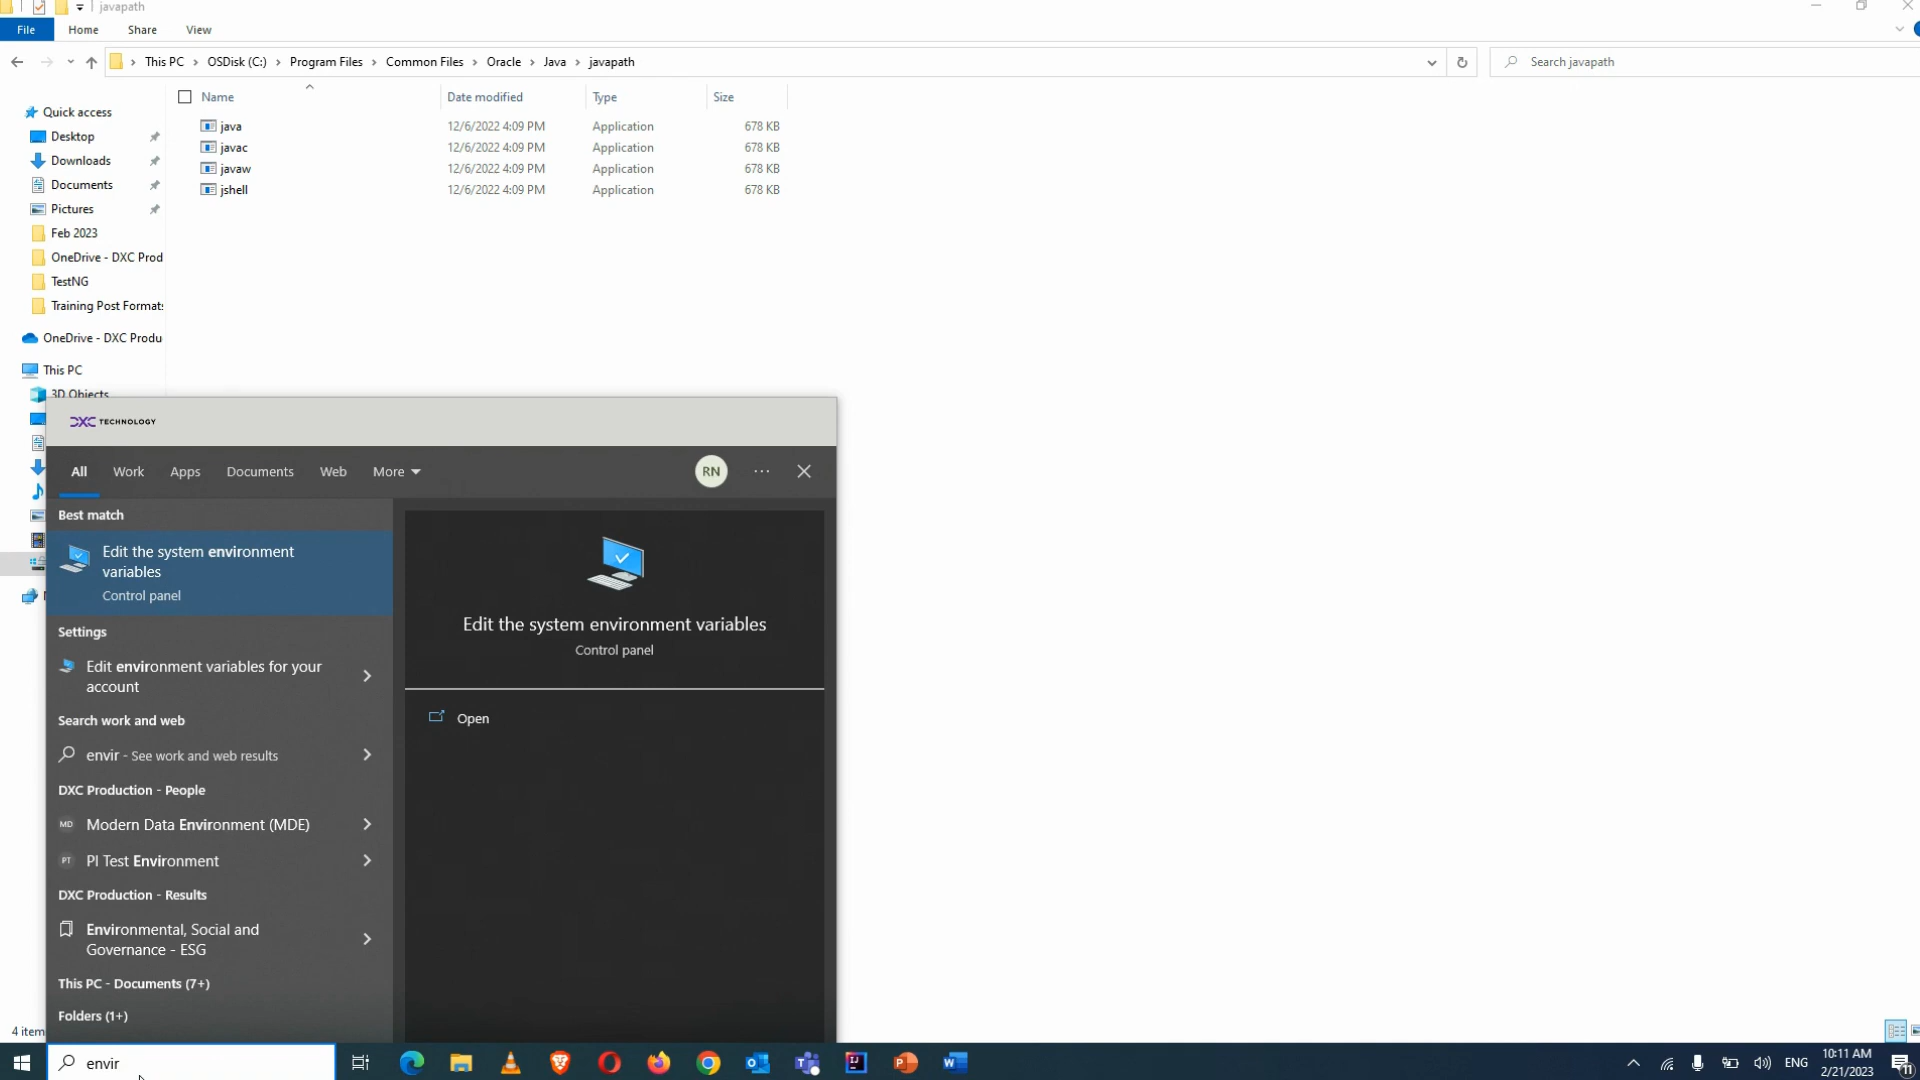 javapath
File Home Share View
This PC OSDisk (C:) Program Files Common Files Oracle Java javapath
Search javapath
Name Date modified Type Size
java 12/6/2022 4:09 PM Application 678 KB
javac 12/6/2022 4:09 PM Application 678 KB
javaw 12/6/2022 4:09 PM Application 678 KB
jshell 12/6/2022 4:09 PM Application 678 KB
Quick access
Desktop
Downloads
Documents
Pictures
Feb 2023
OneDrive - DXC Prod
TestNG
Training Post Format
OneDrive - DXC Produ
This PC
3D Objects
4 item
DXC TECHNOLOGY
All Work Apps Documents Web More RN
Best match
Edit the system environment
variables
Control panel
Settings
Edit environment variables for your
account
Search work and web
envir - See work and web results
DXC Production - People
MD Modern Data Environment (MDE)
PT PI Test Environment
DXC Production - Results
Environmental, Social and
Governance - ESG
This PC - Documents (7+)
Folders (1+)
Edit the system environment variables
Control panel
Open
envir
ENG
10:11 AM
2/21/2023
11